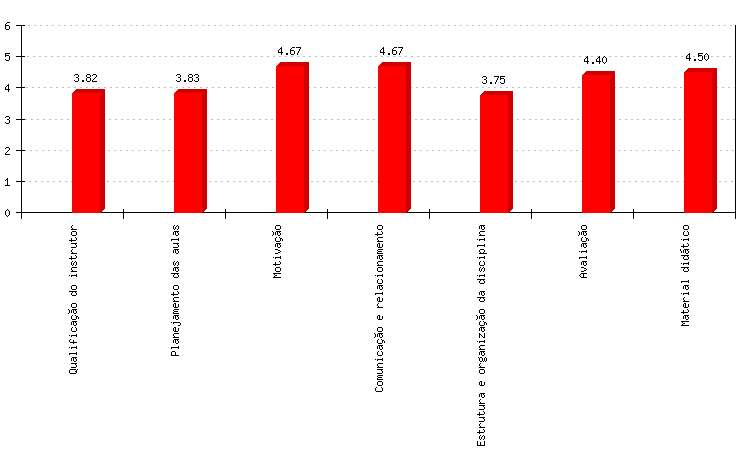 6
5
4
3
2
1
0
3.82
3.83
4.67
4.67
3.75
4.40
4.50
Qualificação do instrutor
Planejamento das aulas
Motivação
Comunicação e relacionamento
Estrutura e organização da disciplina
Avaliação
Material didático